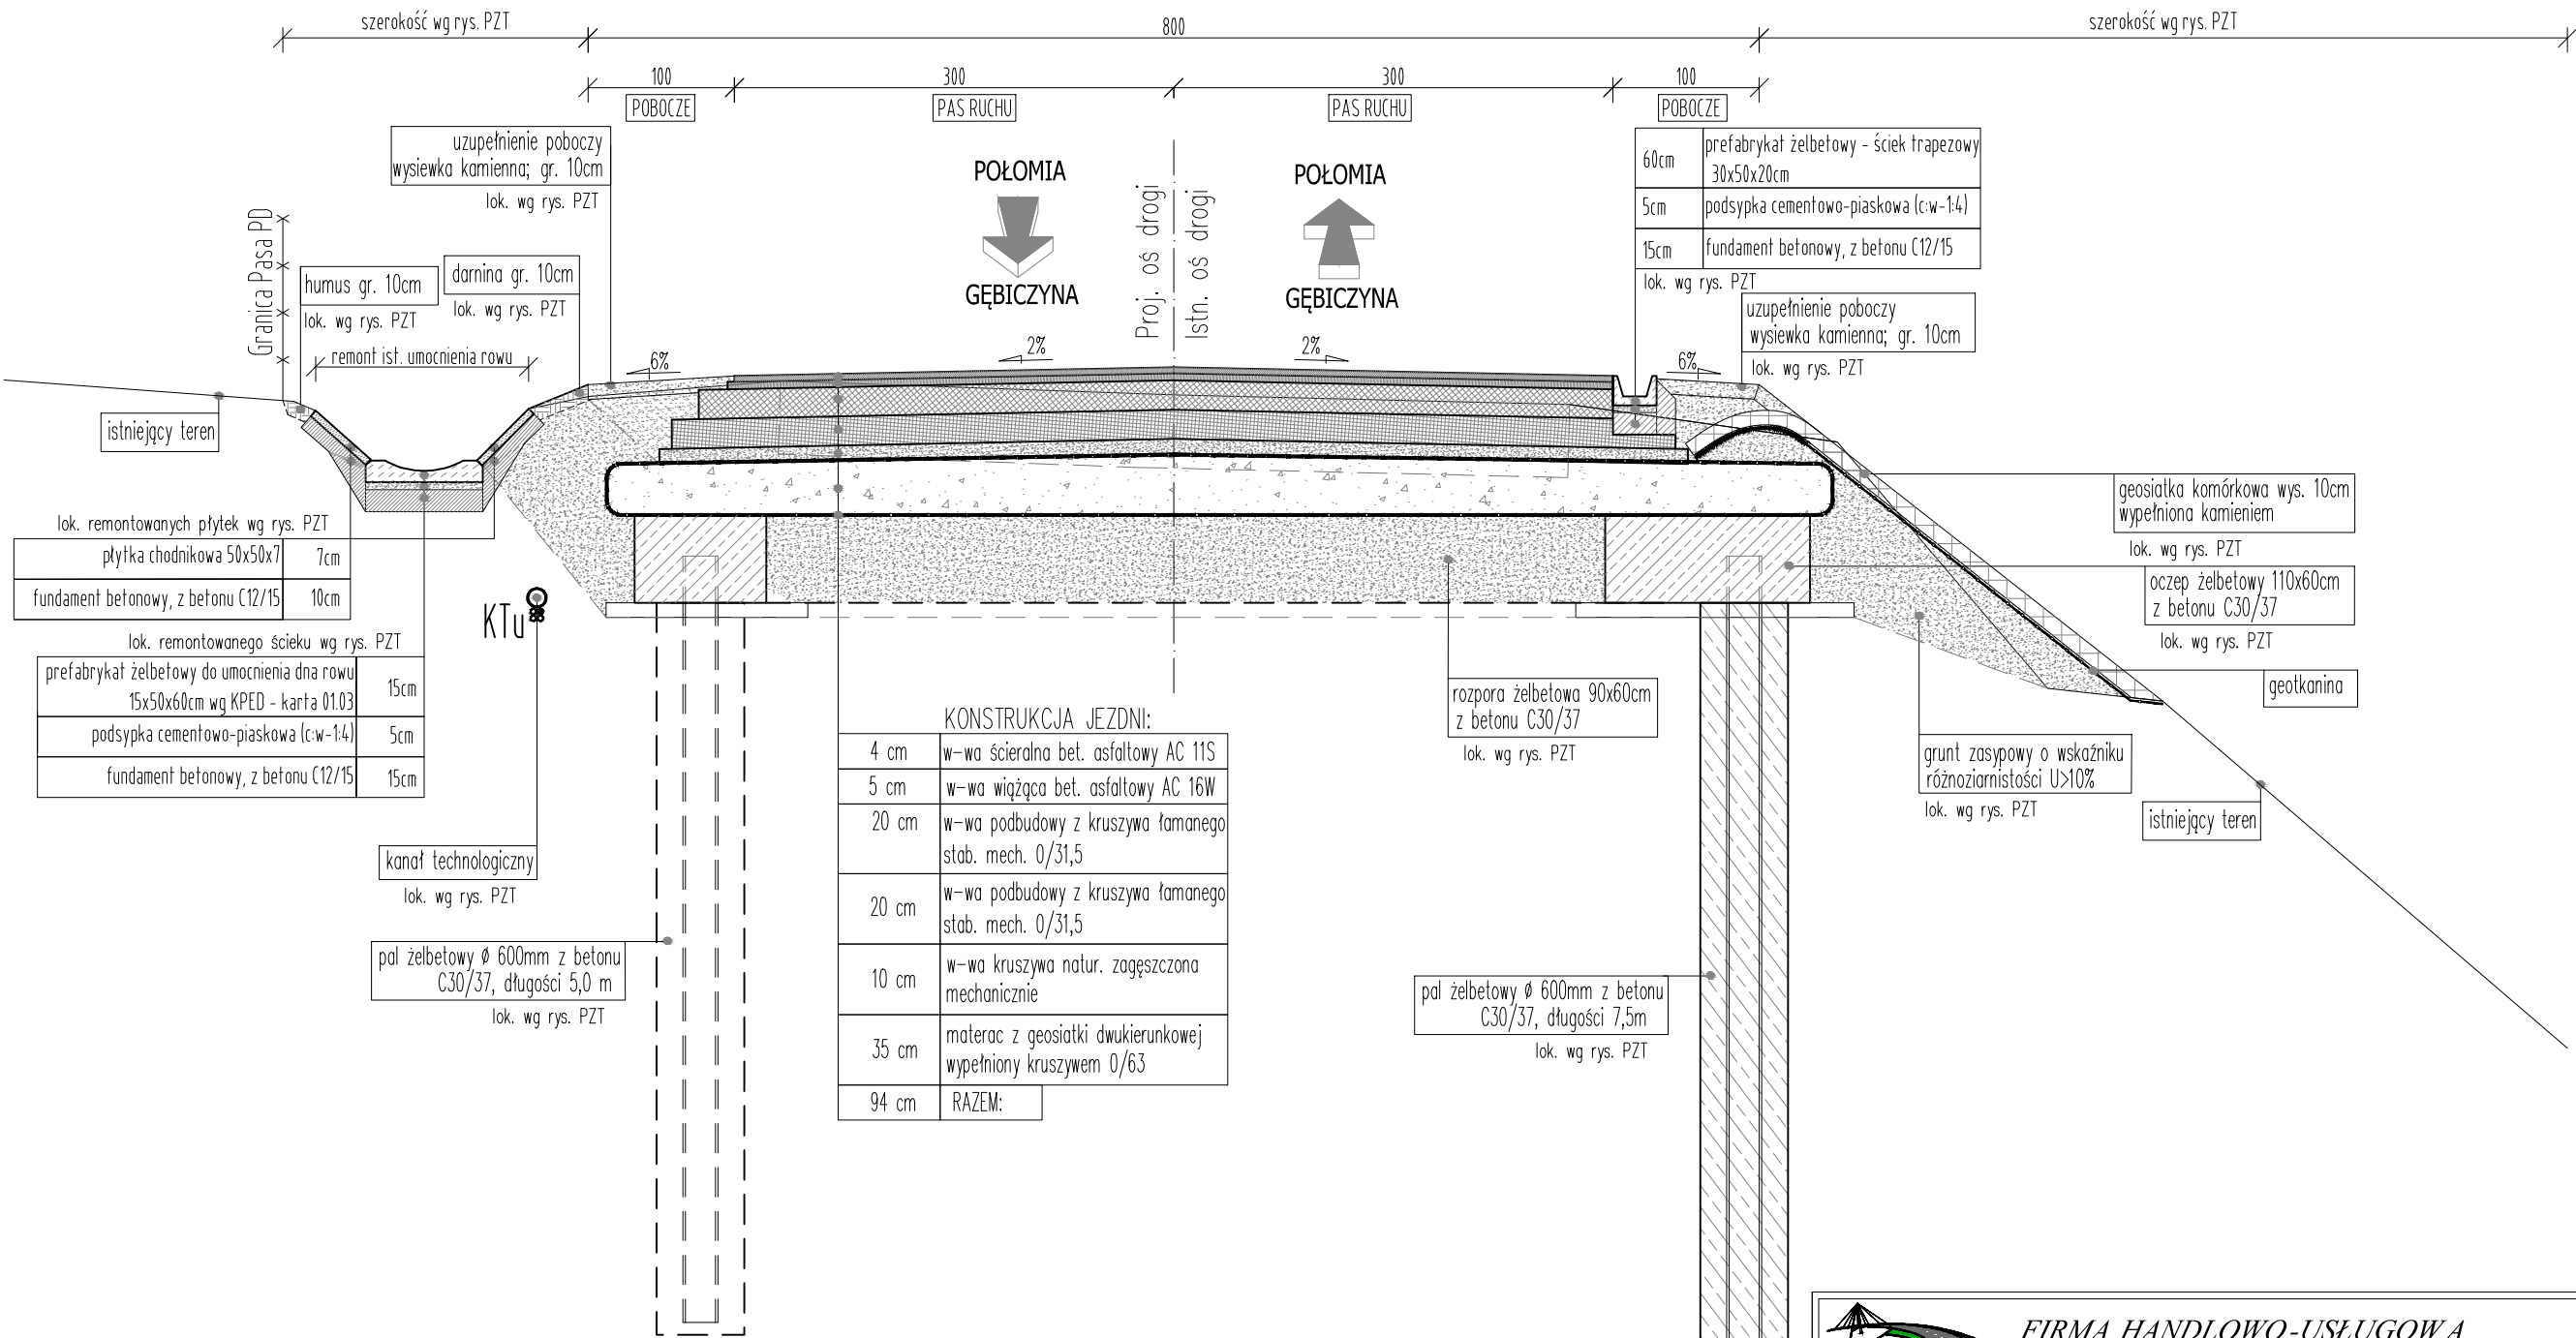 szerokość wg rys. PZT
800
szerokość wg rys. PZT
100
300
300
100
POBOCZE
PAS RUCHU
PAS RUCHU
POBOCZE
uzupełnienie poboczy
wysiewka kamienna; gr. 10cm
lok. wg rys. PZT
POŁOMIA
GĘBICZYNA
Proj. oś drogi
Istn. oś drogi
POŁOMIA
GĘBICZYNA
60cm
prefabrykat żelbetowy - ściek trapezowy
30x50x20cm
5cm
podsypka cementowo-piaskowa (c:w-1:4)
15cm
fundament betonowy, z betonu C12/15
lok. wg rys. PZT
uzupełnienie poboczy
wysiewka kamienna; gr. 10cm
lok. wg rys. PZT
Granica Pasa PD
humus gr. 10cm
lok. wg rys. PZT
darnina gr. 10cm
lok. wg rys. PZT
remont ist. umocnienia rowu
6%
2%
2%
6%
istniejący teren
lok. remontowanych płytek wg rys. PZT
płytka chodnikowa 50x50x7
7cm
fundament betonowy, z betonu C12/15
10cm
lok. remontowanego ścieku wg rys. PZT
prefabrykat żelbetowy do umocnienia dna rowu
15x50x60cm wg KPED - karta 01.03
15cm
podsypka cementowo-piaskowa (c:w-1:4)
5cm
fundament betonowy, z betonu C12/15
15cm
KTu
kanał technologiczny
lok. wg rys. PZT
pal żelbetowy ø 600mm z betonu
C30/37, długości 5,0 m
lok. wg rys. PZT
KONSTRUKCJA JEZDNI:
4 cm
w-wa ścieralna bet. asfaltowy AC 11S
5 cm
w-wa wiążąca bet. asfaltowy AC 16W
20 cm
w-wa podbudowy z kruszywa łamanego
stab. mech. 0/31,5
20 cm
w-wa podbudowy z kruszywa łamanego
stab. mech. 0/31,5
10 cm
w-wa kruszywa natur. zagęszczona
mechanicznie
35 cm
materac z geosiatki dwukierunkowej
wypełniony kruszywem 0/63
94 cm
RAZEM:
rozpora żelbetowa 90x60cm
z betonu C30/37
lok. wg rys. PZT
pal żelbetowy ø 600mm z betonu
C30/37, długości 7,5m
lok. wg rys. PZT
geosiatka komórkowa wys. 10cm
wypełniona kamieniem
lok. wg rys. PZT
oczep żelbetowy 110x60cm
z betonu C30/37
lok. wg rys. PZT
geotkanina
grunt zasypowy o wskaźniku
różnoziarnistości U>10%
lok. wg rys. PZT
istniejący teren
FIRMA HANDLOWO-USŁUGOWA